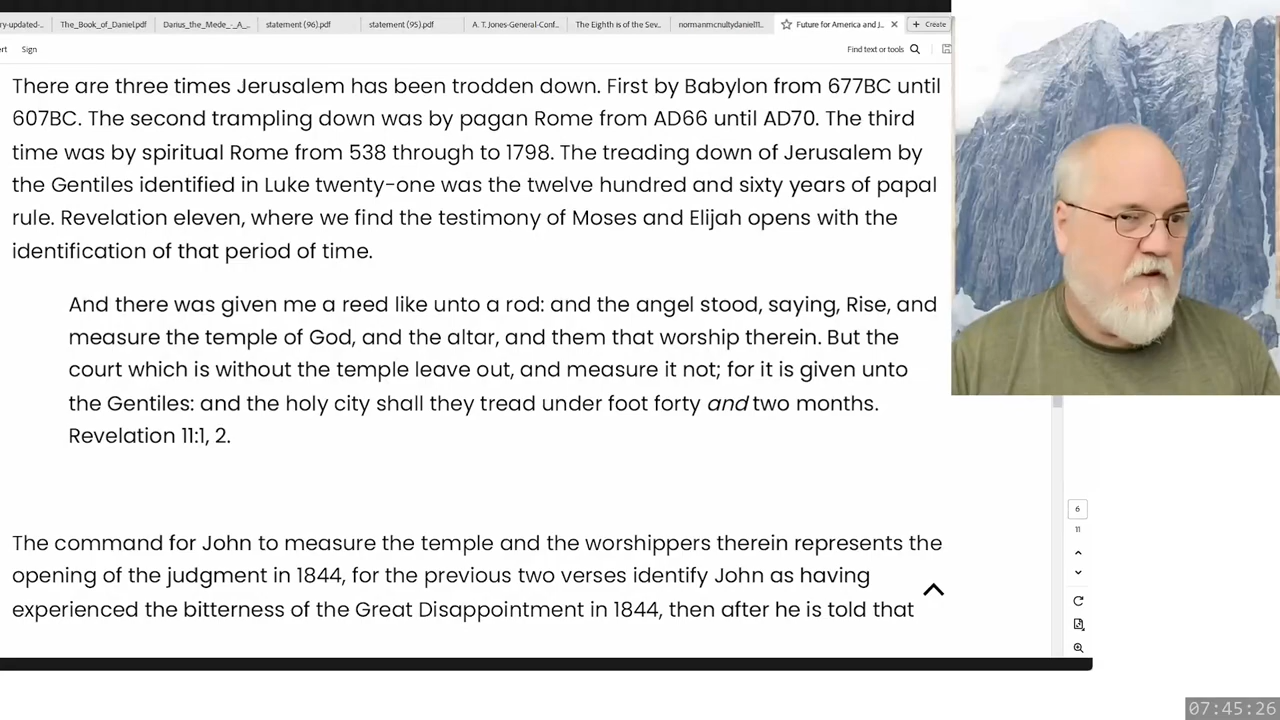 ry-updated-..
The_Book_of_Daniel.pdf
Darius_the_Mede_-_A_..
statement (96).pdf
statement (95).pdf
A. T. Jones-General-Conf...
The Eighth is of the Sev..
normanmcnultydaniel11..
Future for America and J..
Create
rt
Sign
Find text or tools
There are three times Jerusalem has been trodden down. First by Babylon from 677BC until
607BC. The second trampling down was by pagan Rome from AD66 until AD70. The third
time was by spiritual Rome from 538 through to 1798. The treading down of Jerusalem by
the Gentiles identified in Luke twenty-one was the twelve hundred and sixty years of papal
rule. Revelation eleven, where we find the testimony of Moses and Elijah opens with the
identification of that period of time.
And there was given me a reed like unto a rod: and the angel stood, saying, Rise, and
measure the temple of God, and the altar, and them that worship therein. But the
court which is without the temple leave out, and measure it not; for it is given unto
the Gentiles: and the holy city shall they tread under foot forty and two months.
Revelation 11:1, 2.
The command for John to measure the temple and the worshippers therein represents the
opening of the judgment in 1844, for the previous two verses identify John as having
experienced the bitterness of the Great Disappointment in 1844, then after he is told that
6
11
07:45:26